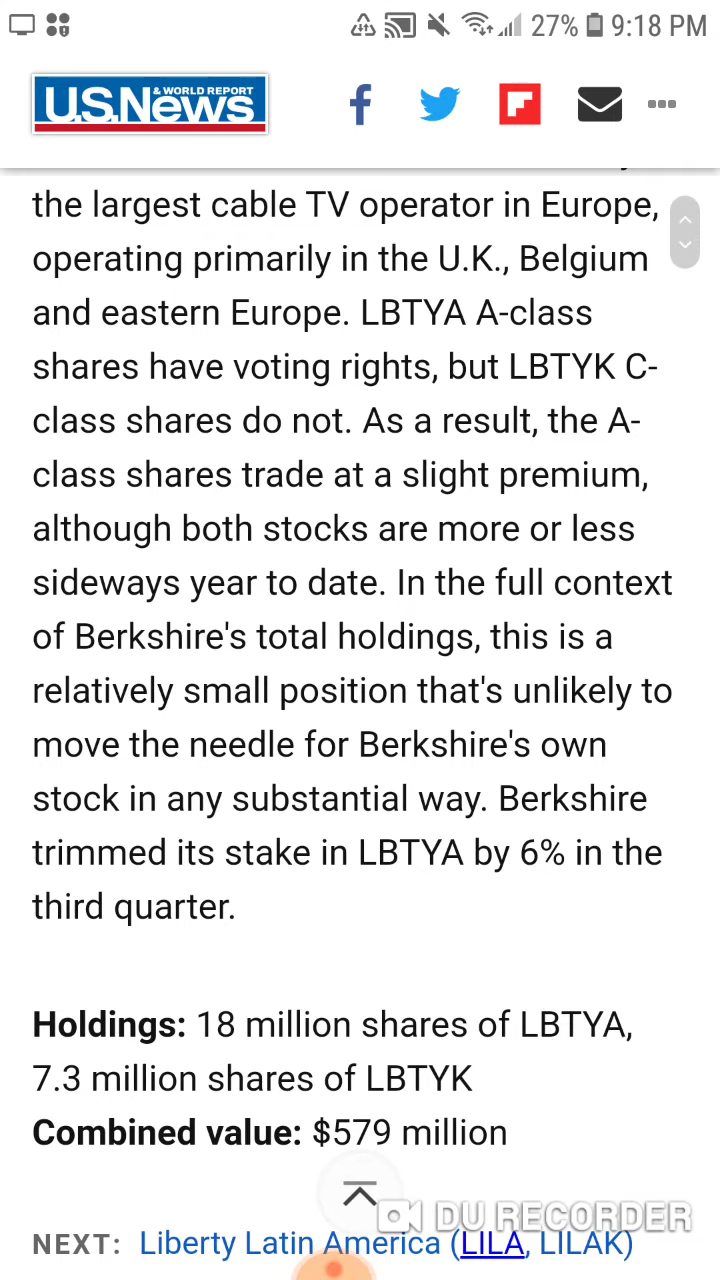 27% 9:18 PM
U.S.News & WORLD REPORT
the largest cable TV operator in Europe,
operating primarily in the U.K., Belgium
and eastern Europe. LBTYA A-class
shares have voting rights, but LBTYK C-
class shares do not. As a result, the A-
class shares trade at a slight premium,
although both stocks are more or less
sideways year to date. In the full context
of Berkshire's total holdings, this is a
relatively small position that's unlikely to
move the needle for Berkshire's own
stock in any substantial way. Berkshire
trimmed its stake in LBTYA by 6% in the
third quarter.
Holdings: 18 million shares of LBTYA,
7.3 million shares of LBTYK
Combined value: $579 million
DU RECORDER
NEXT: Liberty Latin America (LILA, LILAK)